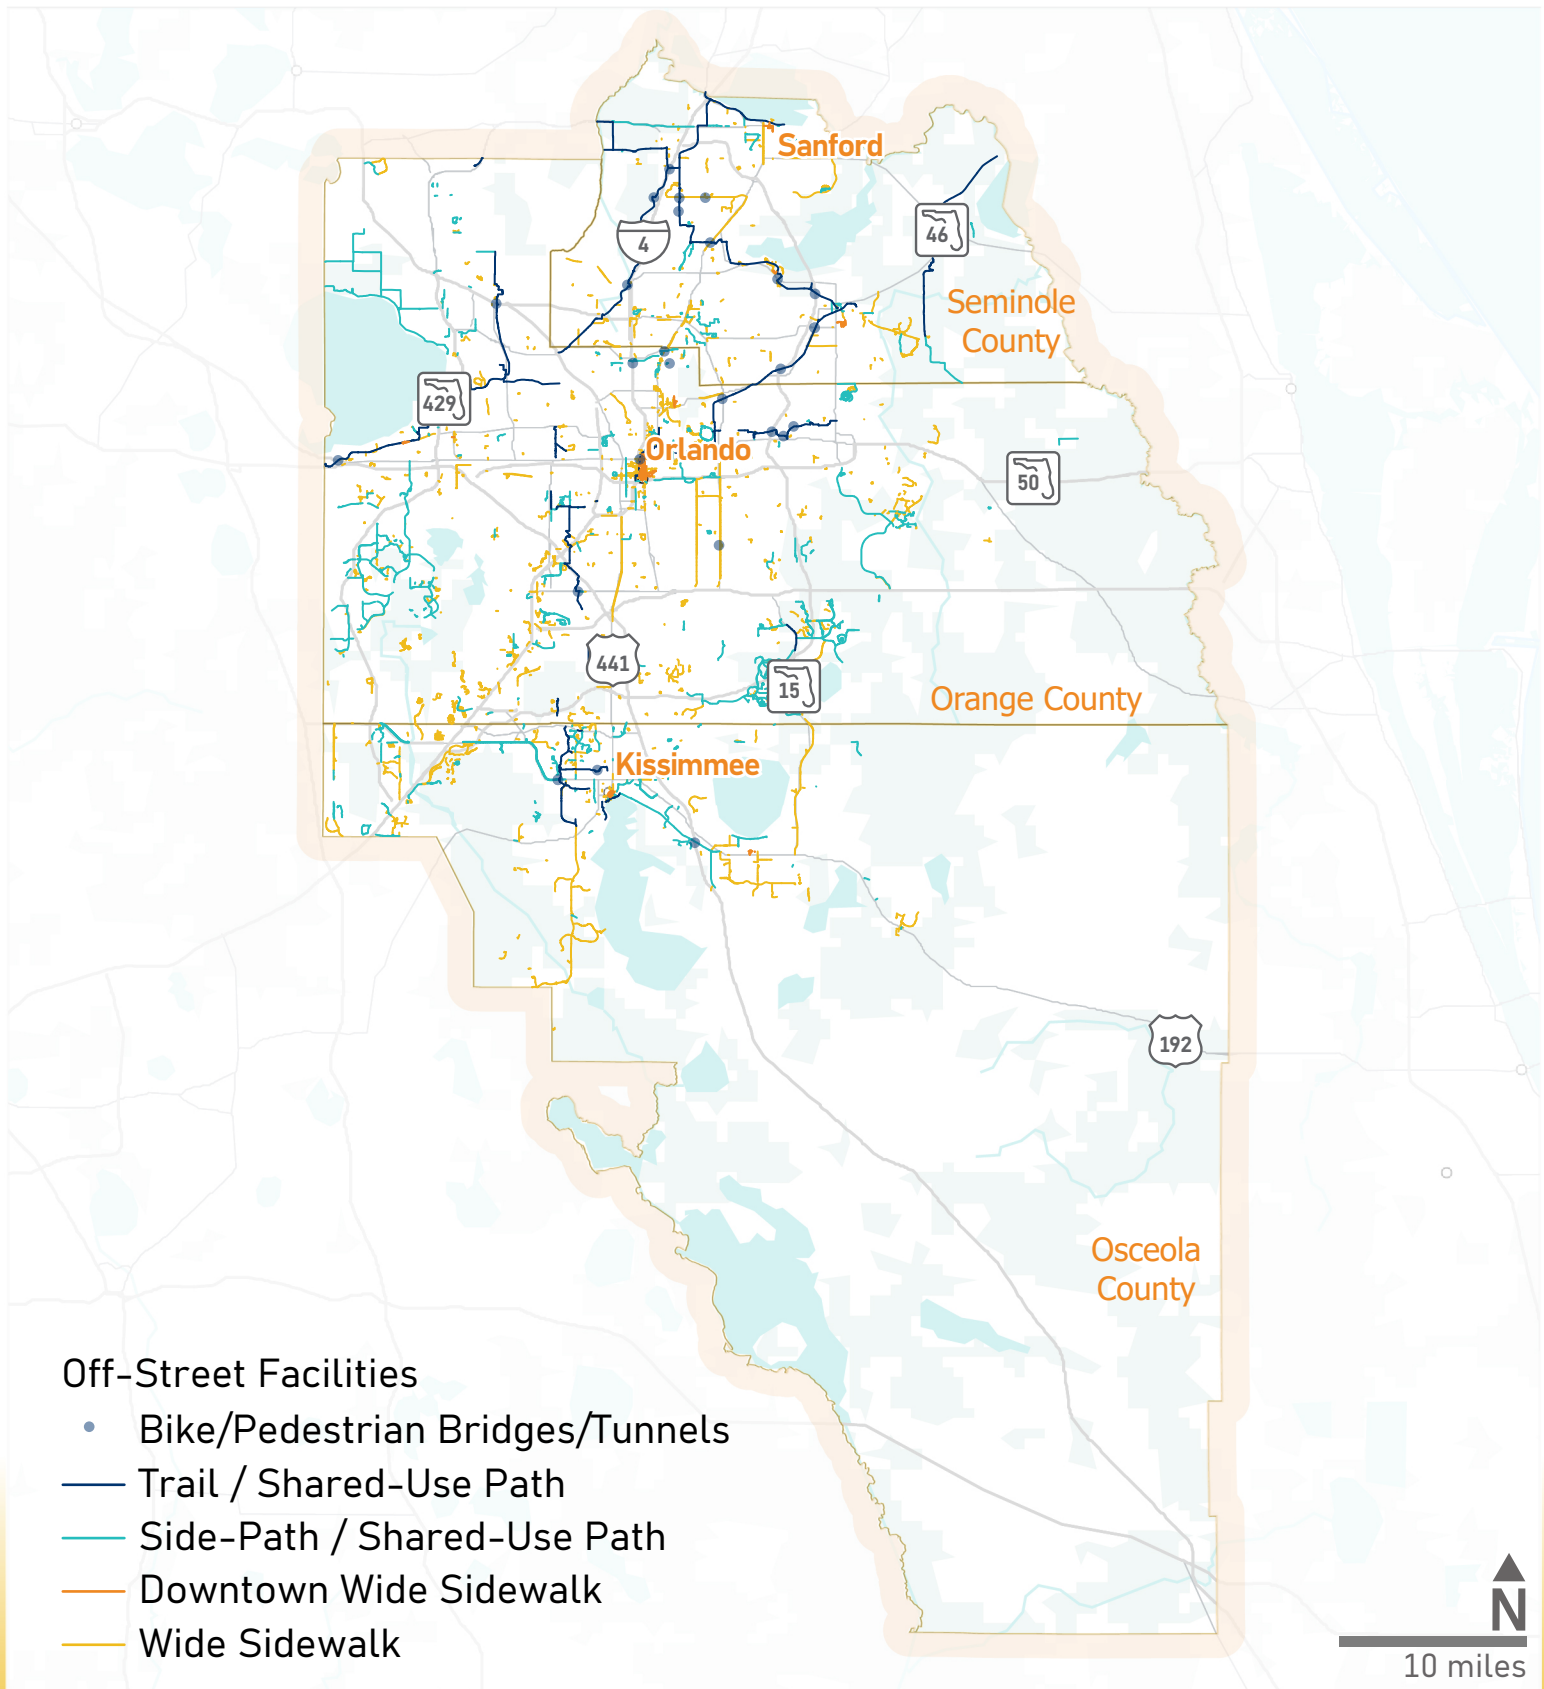 Sanford
4
46
Seminole
County
429
Orlando
50
441
15
Orange County
Kissimmee
192
Osceola
County
Off-Street Facilities
Bike/Pedestrian Bridges/Tunnels
Trail / Shared-Use Path
Side-Path / Shared-Use Path
Downtown Wide Sidewalk
Wide Sidewalk
N
10 miles